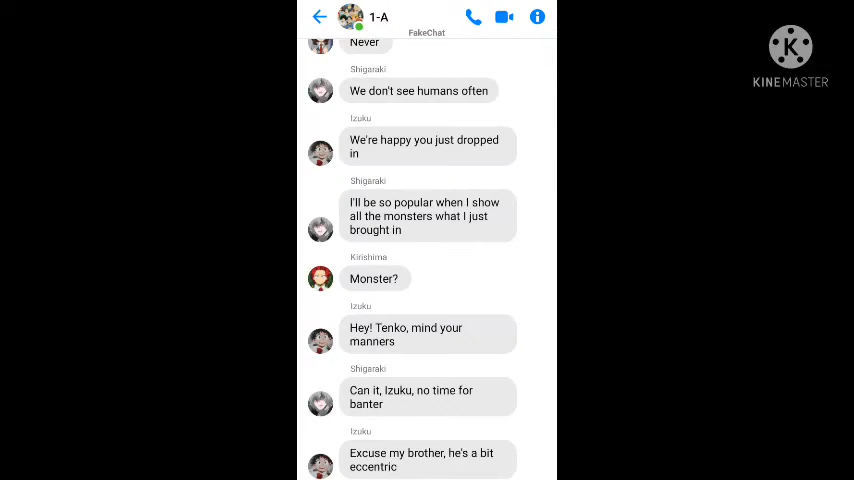 1-A
FakeChat
Never
Shigaraki
We don't see humans often
Izuku
We're happy you just dropped
in
Shigaraki
I'll be so popular when I show
all the monsters what I just
brought in
Kirishima
Monster?
Izuku
Hey! Tenko, mind your
manners
Shigaraki
Can it, Izuku, no time for
banter
Izuku
Excuse my brother, he's a bit
eccentric
K
KINEMASTER